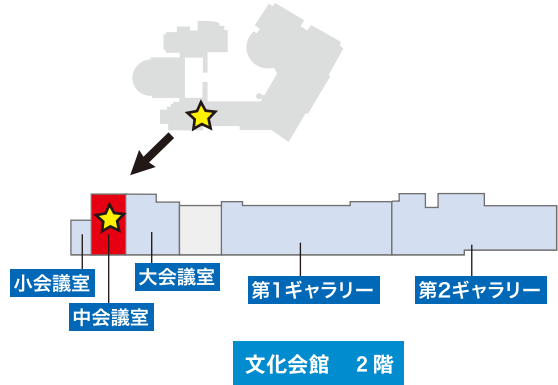 小会議室
中会議室
大会議室
第1ギャラリー
第2ギャラリー
文化会館　2階